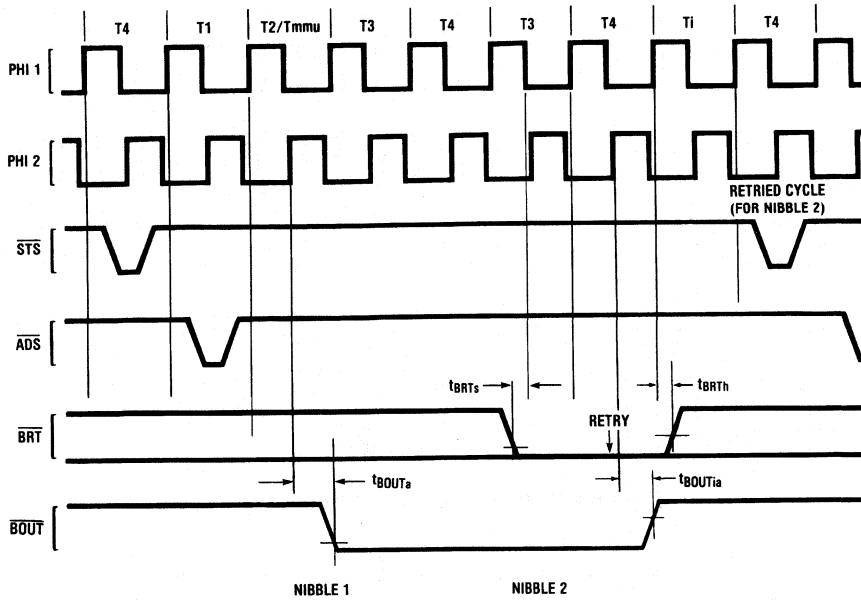 T4 T1 T2/Tmmu T3 T4 T3 T4 Ti T4
PHI 1
PHI 2
RETRIED CYCLE
(FOR NIBBLE 2)
STS
ADS
tBRTs
tBRTh
BRT
RETRY
tBOUTa
tBOUTia
BOUT
NIBBLE 1 NIBBLE 2